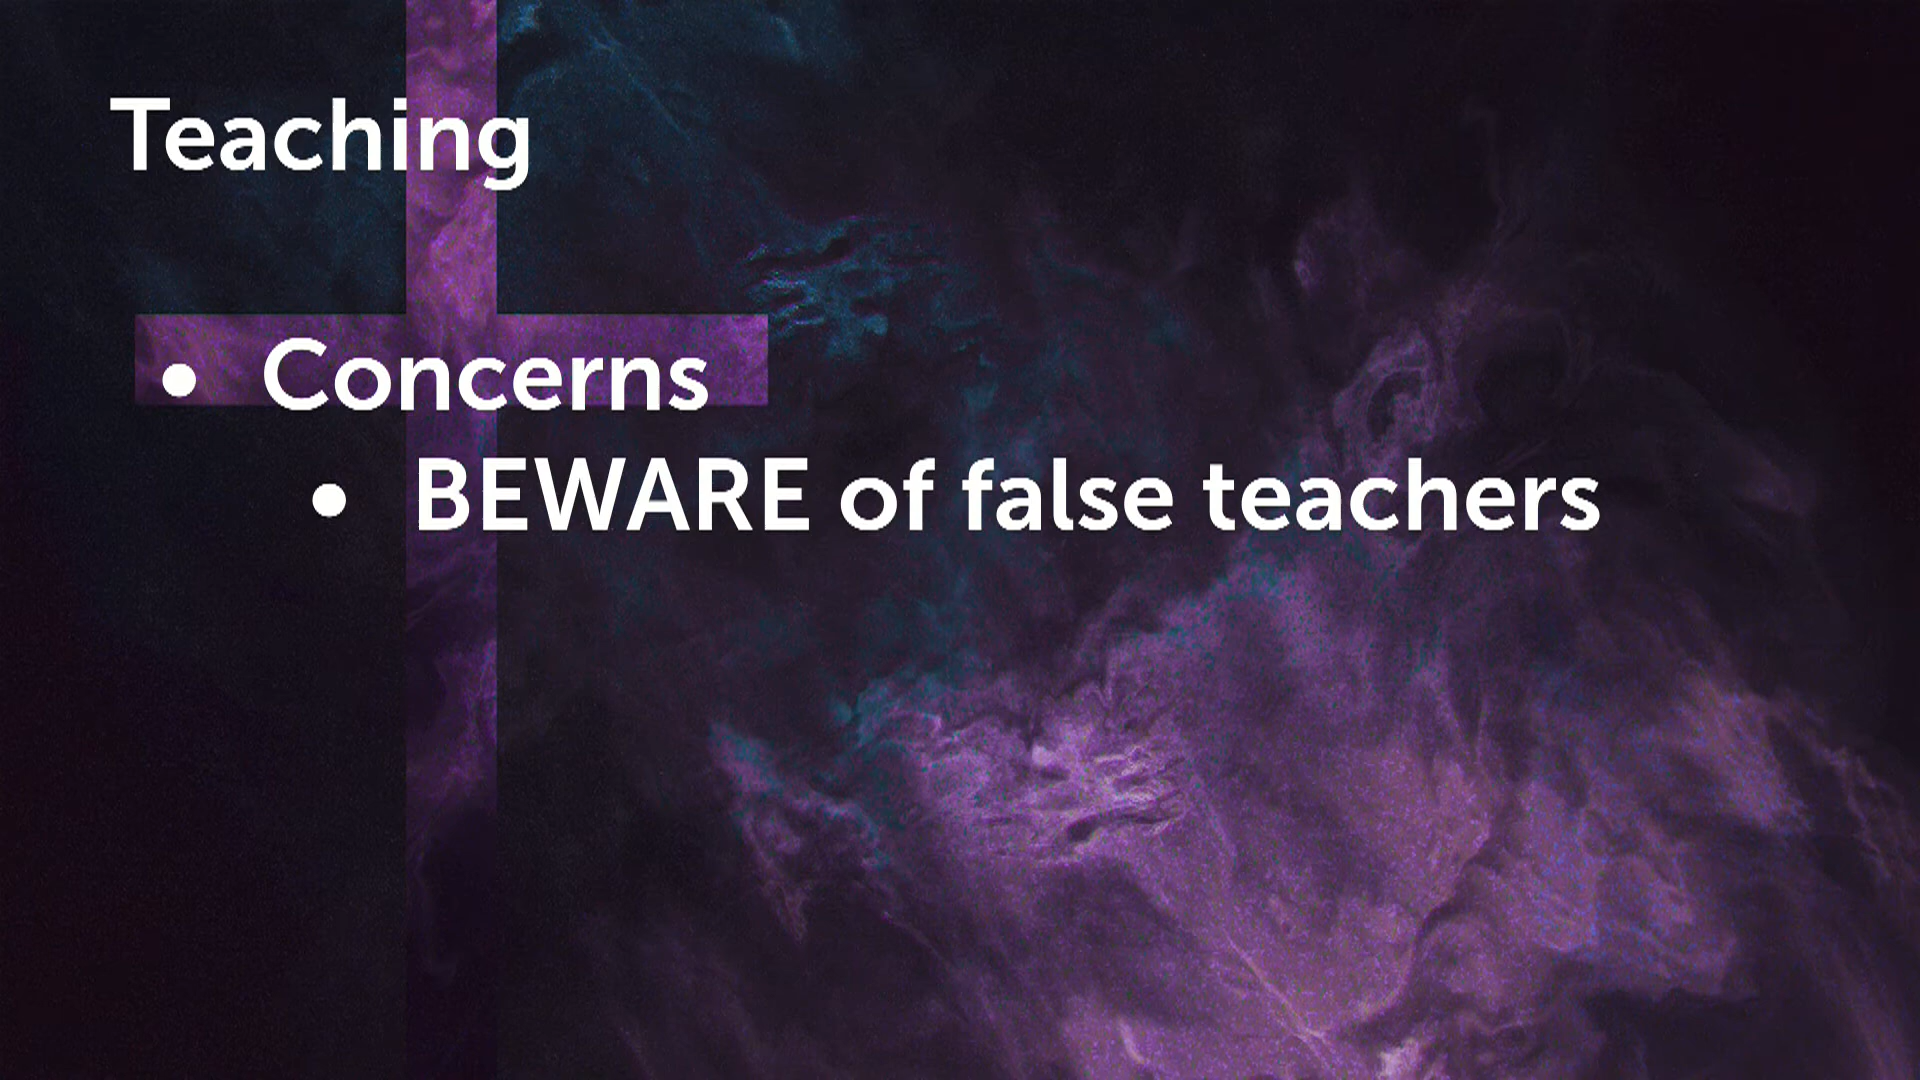 Teaching
• Concerns
• BEWARE of false teachers